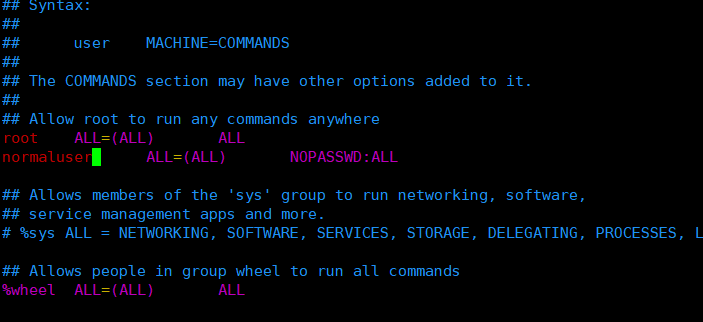 ## Syntax:
##
##      user    MACHINE=COMMANDS
##
## The COMMANDS section may have other options added to it.
##
## Allow root to run any commands anywhere
root    ALL=(ALL)       ALL
normaluser      ALL=(ALL)       NOPASSWD:ALL
## Allows members of the 'sys' group to run networking, software,
## service management apps and more.
# %sys ALL = NETWORKING, SOFTWARE, SERVICES, STORAGE, DELEGATING, PROCESSES, L
## Allows people in group wheel to run all commands
%wheel  ALL=(ALL)       ALL